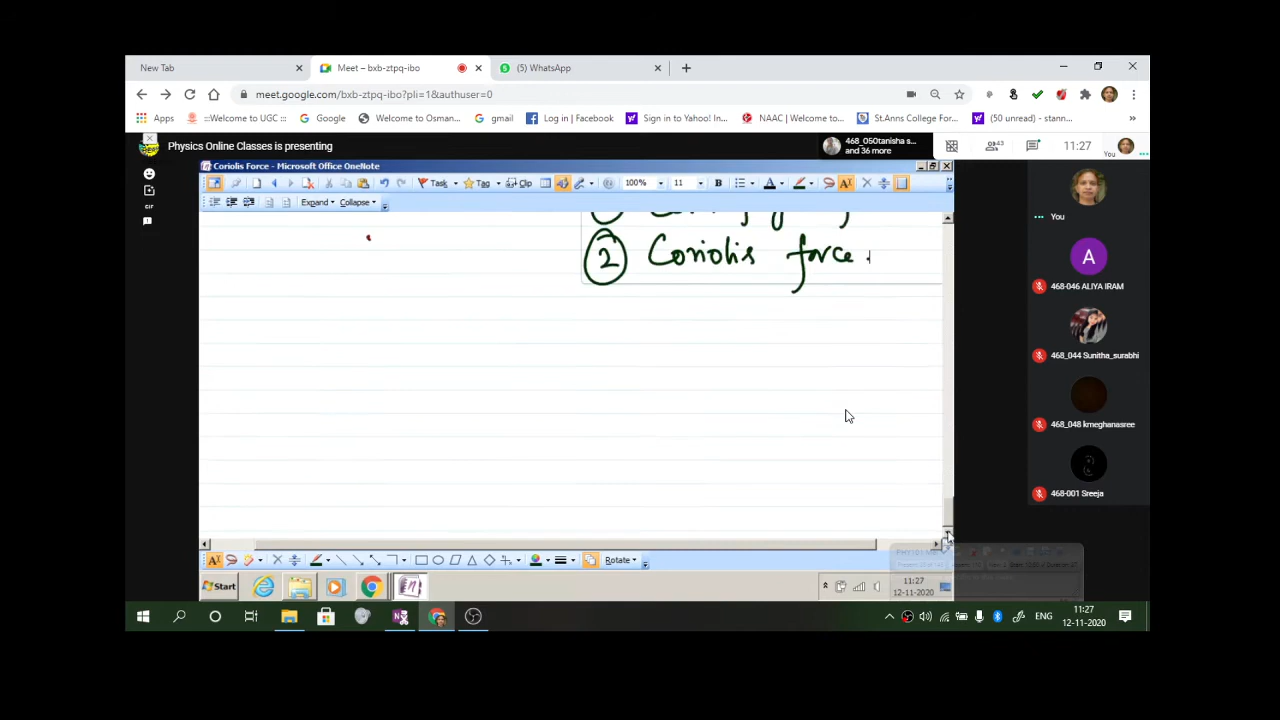 New Tab
Meet – bxb-ztpq-ibo
(5) WhatsApp
meet.google.com/bxb-ztpq-ibo?pli=1&authuser=0
Apps
:::Welcome to UGC :::
Google
Welcome to Osman...
gmail
Log in | Facebook
Sign in to Yahoo! In...
NAAC | Welcome to...
St.Anns College For...
(50 unread) - stann...
Physics Online Classes is presenting
468_050tanisha s...
and 36 more
43
11:27
You
Coriolis Force - Microsoft Office OneNote
Task
Tag
Clip
100%
11
B
A
Expand
Collapse
GIF
2 Coriolis force .
You
A
468-046 ALIYA IRAM
468_044 Sunitha_surabhi
468_048 krneghanasree
468-001 Sreeja
Rotate
Start
11:27
12-11-2020
ENG
11:27
12-11-2020